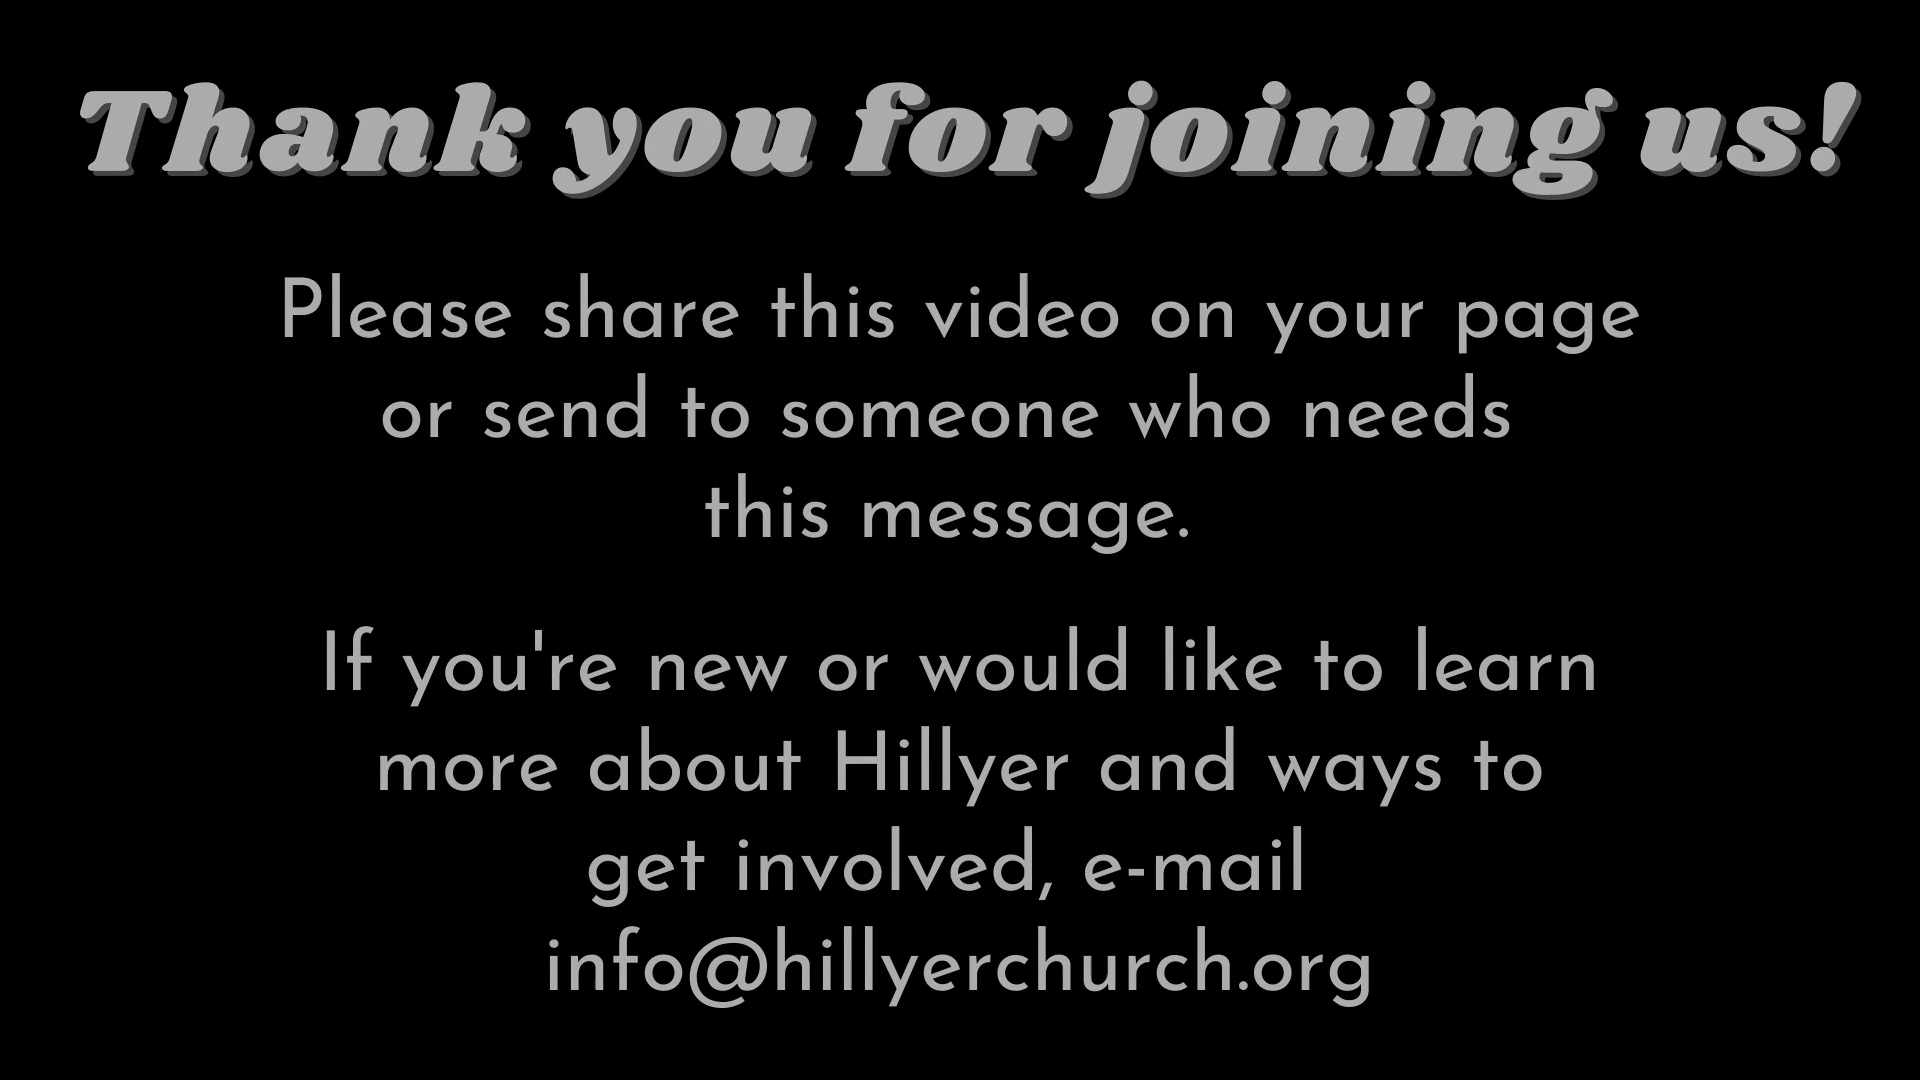 Thank you for joining us!
Please share this video on your page
or send to someone who needs
this message.
If you're new or would like to learn
more about Hillyer and ways to
get involved, e-mail
info@hillyerchurch.org